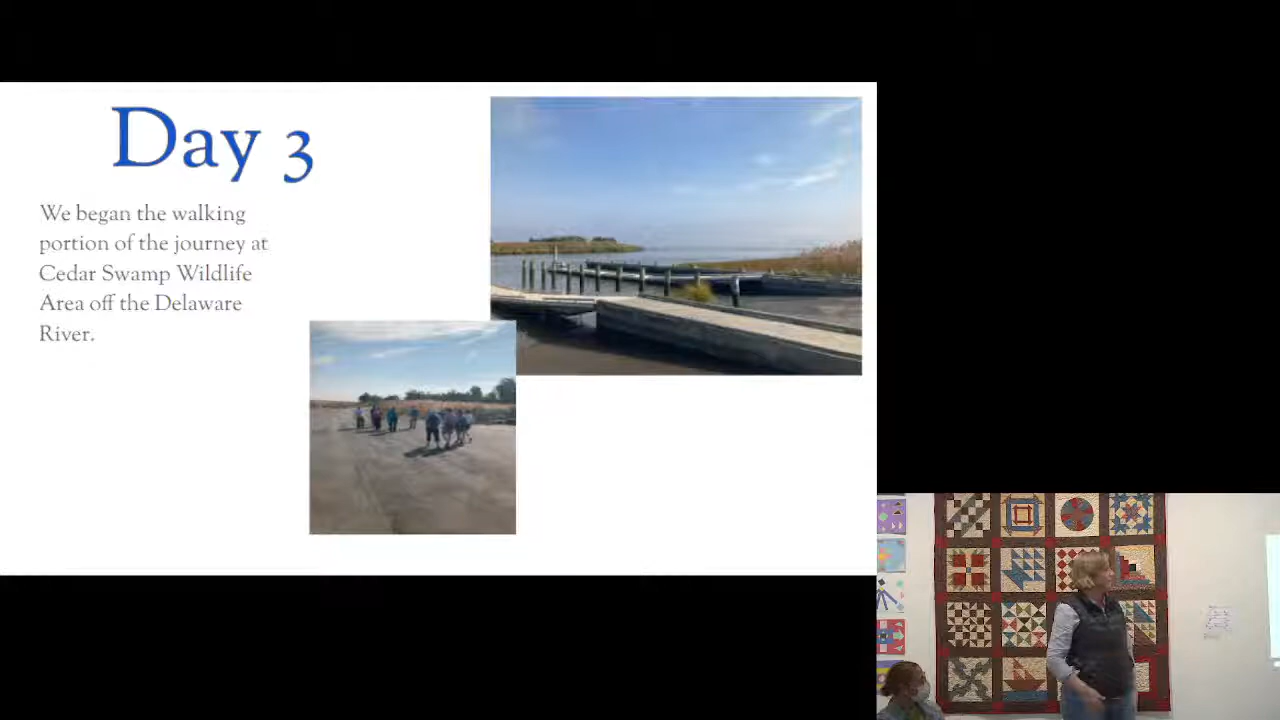 Day 3
We began the walking
portion of the journey at
Cedar Swamp Wildlife
Area off the Delaware
River.